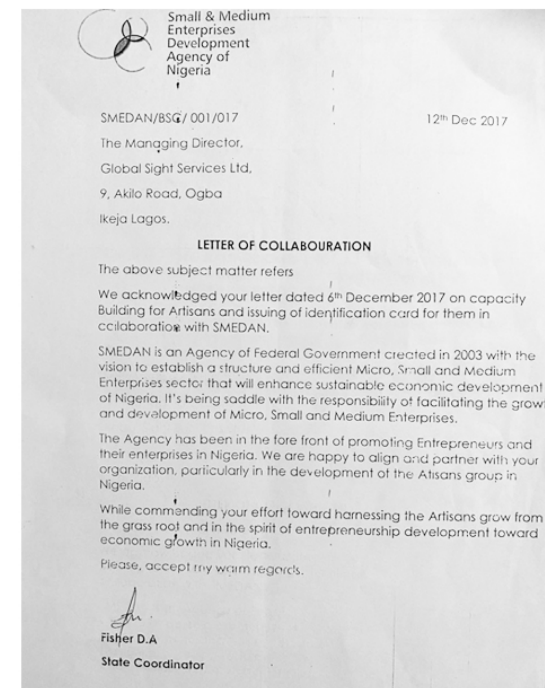 Small & Medium
Enterprises
Development
Agency of
Nigeria
SMEDAN/BSG/ 001/017
12th Dec 2017
The Managing Director,
Global Sight Services Ltd,
9, Akilo Road, Ogba
Ikeja Lagos.
LETTER OF COLLABOURATION
The above subject matter refers
We acknowledged your letter dated 6th December 2017 on capacity
Building for Artisans and issuing of identification card for them in
collaboration with SMEDAN.
SMEDAN is an Agency of Federal Government created in 2003 with the
vision to establish a structure and efficient Micro, Small and Medium
Enterprises sector that will enhance sustainable economic development
of Nigeria. It's being saddle with the responsibility of facilitating the grow
and development of Micro, Small and Medium Enterprises.
The Agency has been in the fore front of promoting Entrepreneurs and
their enterprises in Nigeria. We are happy to align and partner with your
organization, particularly in the development of the Atisans group in
Nigeria.
While commending your effort toward harnessing the Artisans grow from
the grass root and in the spirit of entrepreneurship development toward
economic growth in Nigeria.
Please, accept my warm regards.
Fisher D.A
State Coordinator